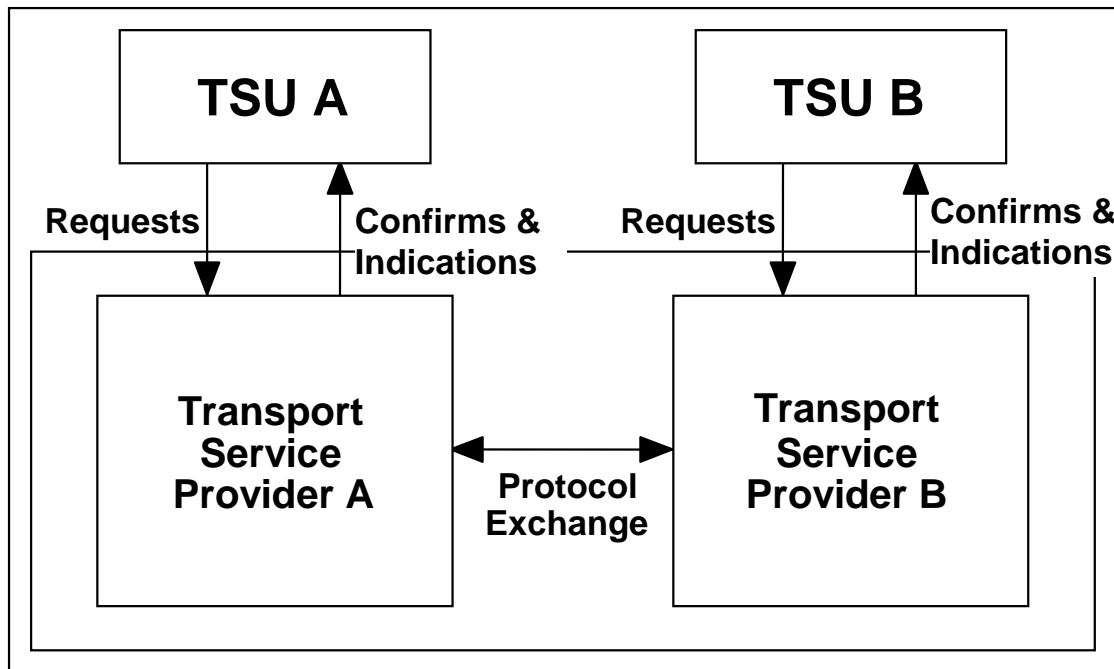 TSU A
TSU B
Requests
Confirms &
Indications
Requests
Confirms &
Indications
Transport
Service
Provider A
Protocol
Exchange
Transport
Service
Provider B